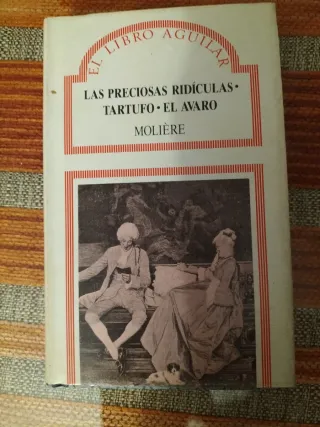 EL LIBRO AGUILAR
LAS PRECIOSAS RIDÍCULAS•
TARTUFO • EL AVARO
MOLIÈRE